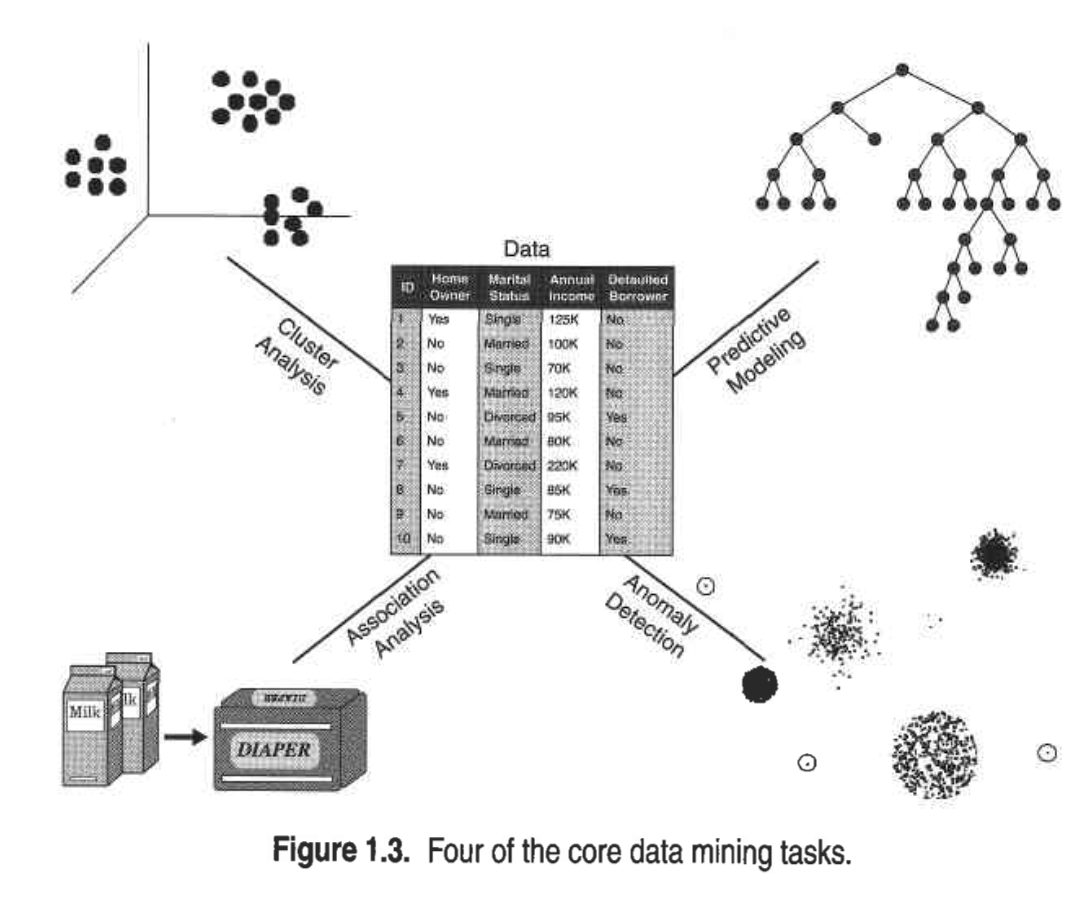 Data
ID Home Owner Marital Status Annual Income Defaulted Borrower
1 Yes Single 125K No
2 No Married 100K No
3 No Single 70K No
4 Yes Married 120K No
5 No Divorced 95K Yes
6 No Married 80K No
7 Yes Divorced 220K No
8 No Single 85K Yes
9 No Married 75K No
10 No Single 90K Yes
Cluster
Analysis
Predictive
Modeling
Association
Analysis
Anomaly
Detection
Milk
lk
DIAPER
DIAPER
Figure 1.3. Four of the core data mining tasks.